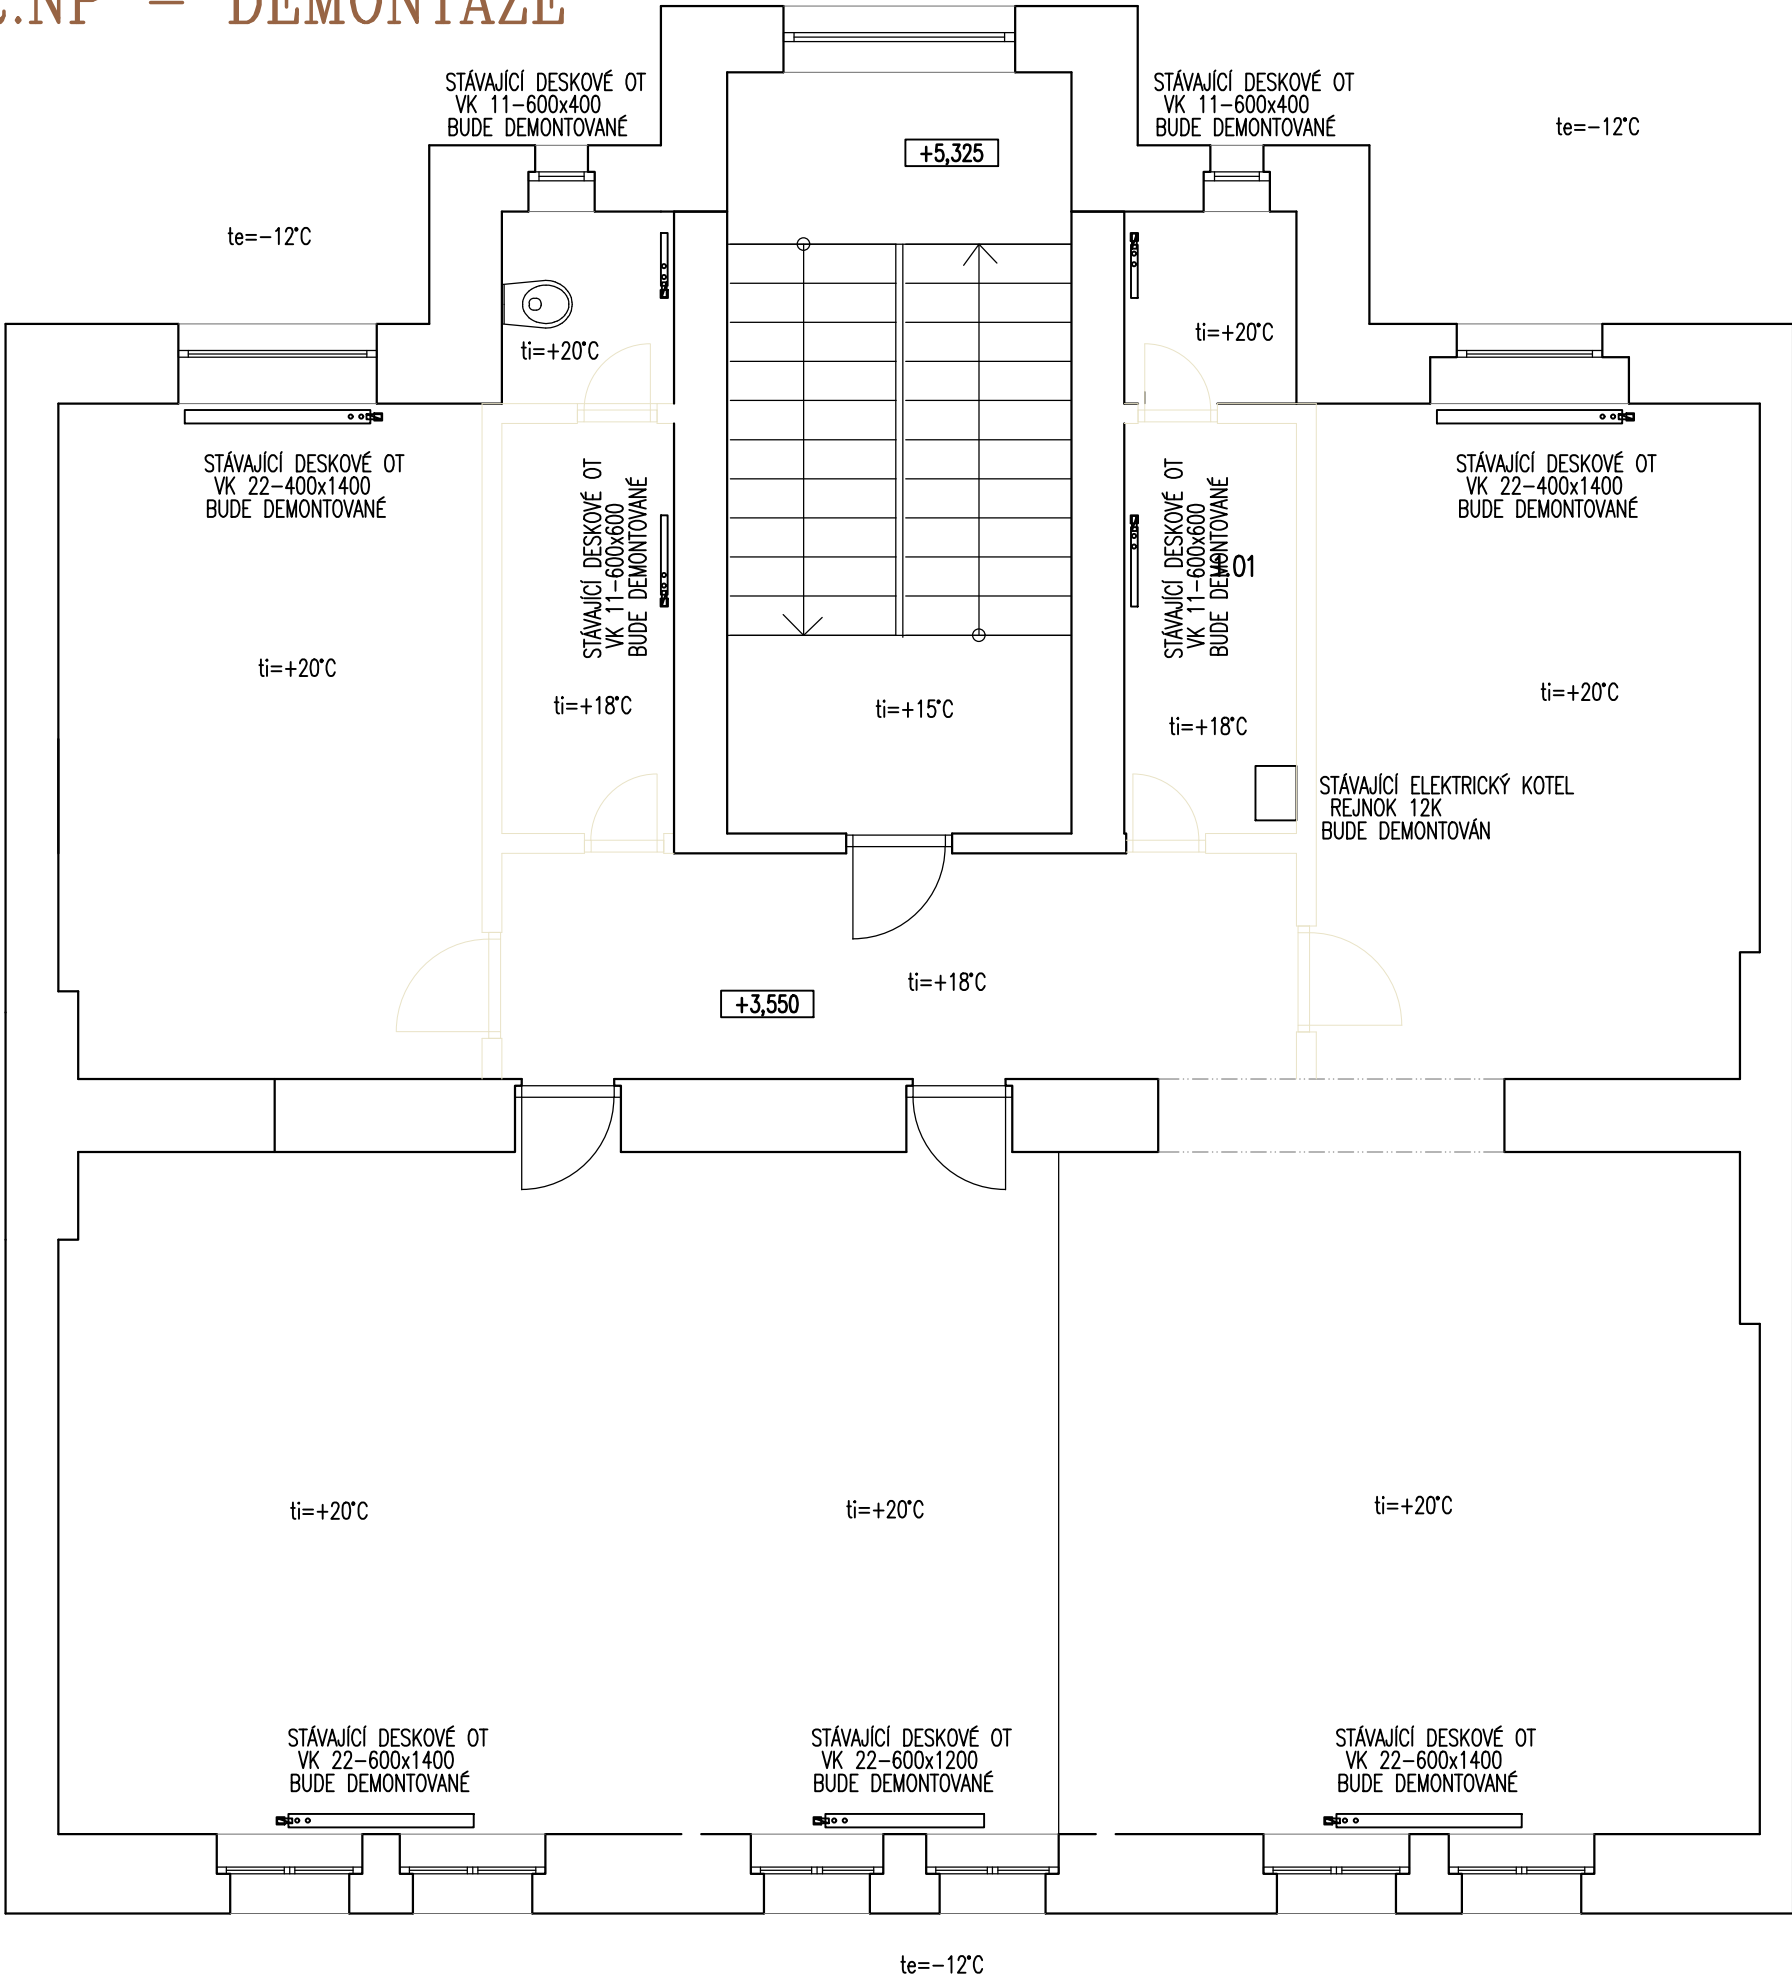 .NP – DEMONTÁŽE
STÁVAJÍCÍ DESKOVÉ OT
VK 11–600x400
BUDE DEMONTOVANÉ
STÁVAJÍCÍ DESKOVÉ OT
VK 11–600x400
BUDE DEMONTOVANÉ
te=–12°C
+5,325
te=–12°C
ti=+20°C
ti=+20°C
STÁVAJÍCÍ DESKOVÉ OT
VK 22–400x1400
BUDE DEMONTOVANÉ
STÁVAJÍCÍ DESKOVÉ OT
VK 11–600x600
BUDE DEMONTOVANÉ
STÁVAJÍCÍ DESKOVÉ OT
VK 11–600x600
BUDE DEMONTOVANÉ
.01
STÁVAJÍCÍ DESKOVÉ OT
VK 22–400x1400
BUDE DEMONTOVANÉ
ti=+20°C
ti=+18°C
ti=+15°C
ti=+18°C
ti=+20°C
STÁVAJÍCÍ ELEKTRICKÝ KOTEL
REJNOK 12K
BUDE DEMONTOVÁN
ti=+18°C
+3,550
ti=+20°C
ti=+20°C
ti=+20°C
STÁVAJÍCÍ DESKOVÉ OT
VK 22–600x1400
BUDE DEMONTOVANÉ
STÁVAJÍCÍ DESKOVÉ OT
VK 22–600x1200
BUDE DEMONTOVANÉ
STÁVAJÍCÍ DESKOVÉ OT
VK 22–600x1400
BUDE DEMONTOVANÉ
te=–12°C